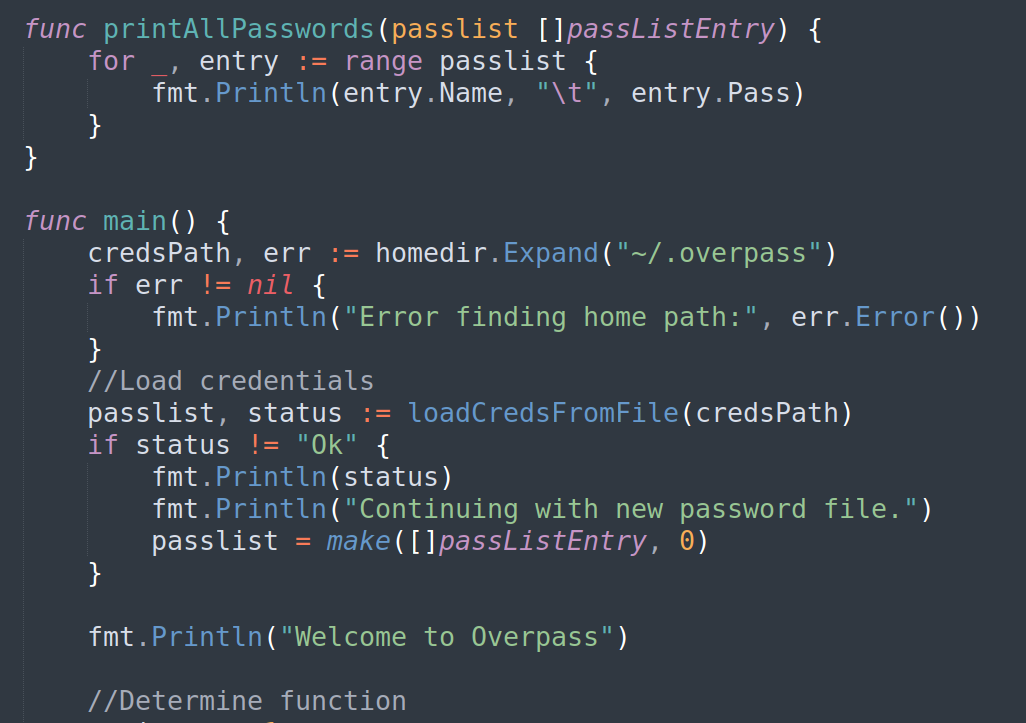 func printAllPasswords(passlist []passListEntry) {
    for _, entry := range passlist {
        fmt.Println(entry.Name, "\t", entry.Pass)
    }
}

func main() {
    credsPath, err := homedir.Expand("~/.overpass")
    if err != nil {
        fmt.Println("Error finding home path:", err.Error())
    }
    //Load credentials
    passlist, status := loadCredsFromFile(credsPath)
    if status != "Ok" {
        fmt.Println(status)
        fmt.Println("Continuing with new password file.")
        passlist = make([]passListEntry, 0)
    }

    fmt.Println("Welcome to Overpass")

    //Determine function